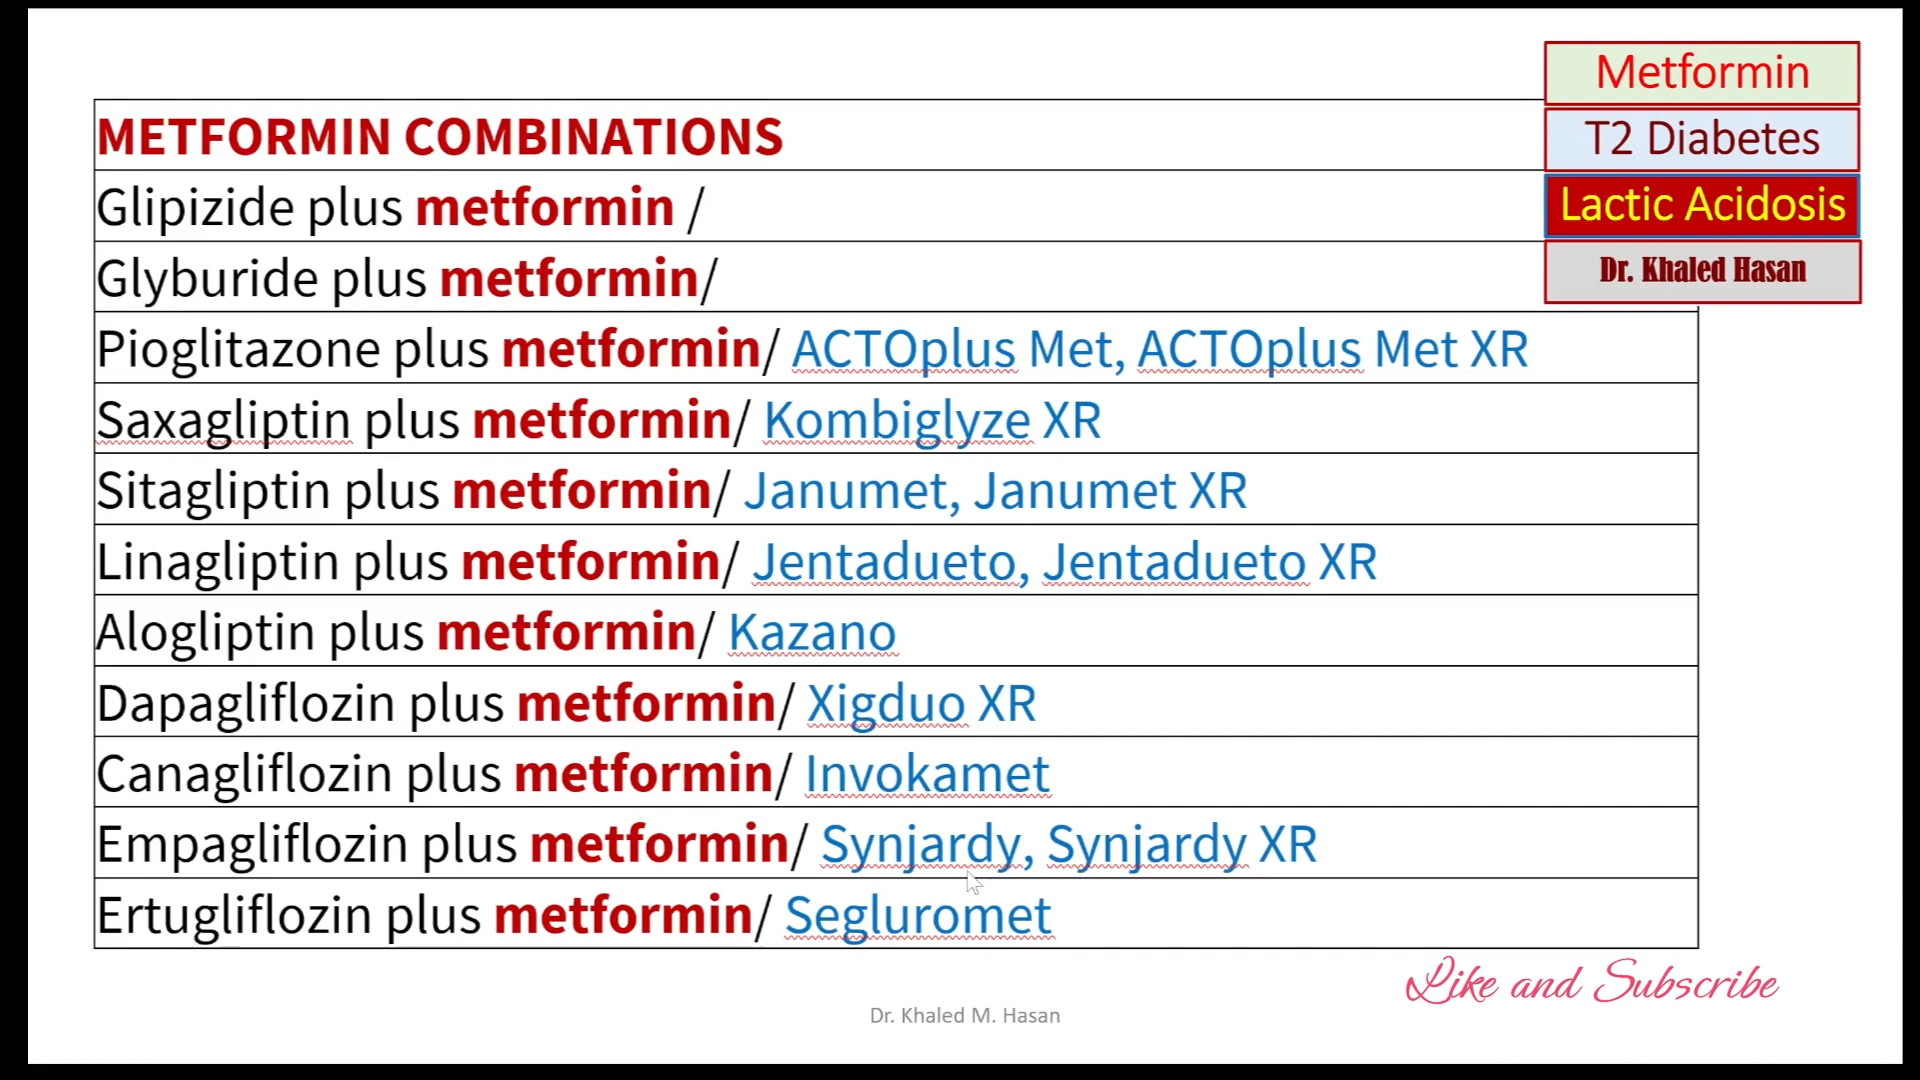 Metformin
T2 Diabetes
Lactic Acidosis
Dr. Khaled Hasan
METFORMIN COMBINATIONS
Glipizide plus metformin /
Glyburide plus metformin/
Pioglitazone plus metformin/ ACTOplus Met, ACTOplus Met XR
Saxagliptin plus metformin/ Kombiglyze XR
Sitagliptin plus metformin/ Janumet, Janumet XR
Linagliptin plus metformin/ Jentadueto, Jentadueto XR
Alogliptin plus metformin/ Kazano
Dapagliflozin plus metformin/ Xigduo XR
Canagliflozin plus metformin/ Invokamet
Empagliflozin plus metformin/ Synjardy, Synjardy XR
Ertugliflozin plus metformin/ Segluromet
Like and Subscribe
Dr. Khaled M. Hasan